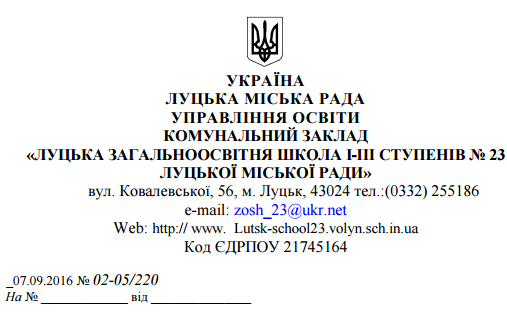 УКРАЇНА
ЛУЦЬКА МІСЬКА РАДА
УПРАВЛІННЯ ОСВІТИ
КОМУНАЛЬНИЙ ЗАКЛАД
«ЛУЦЬКА ЗАГАЛЬНООСВІТНЯ ШКОЛА І-ІІІ СТУПЕНІВ № 23
ЛУЦЬКОЇ МІСЬКОЇ РАДИ»
вул. Ковалевської, 56, м. Луцьк, 43024 тел.:(0332) 255186
e-mail: zosh_23@ukr.net
Web: http:// www. Lutsk-school23.volyn.sch.in.ua
Код ЄДРПОУ 21745164
_07.09.2016 № 02-05/220
На № _____________ від _______________